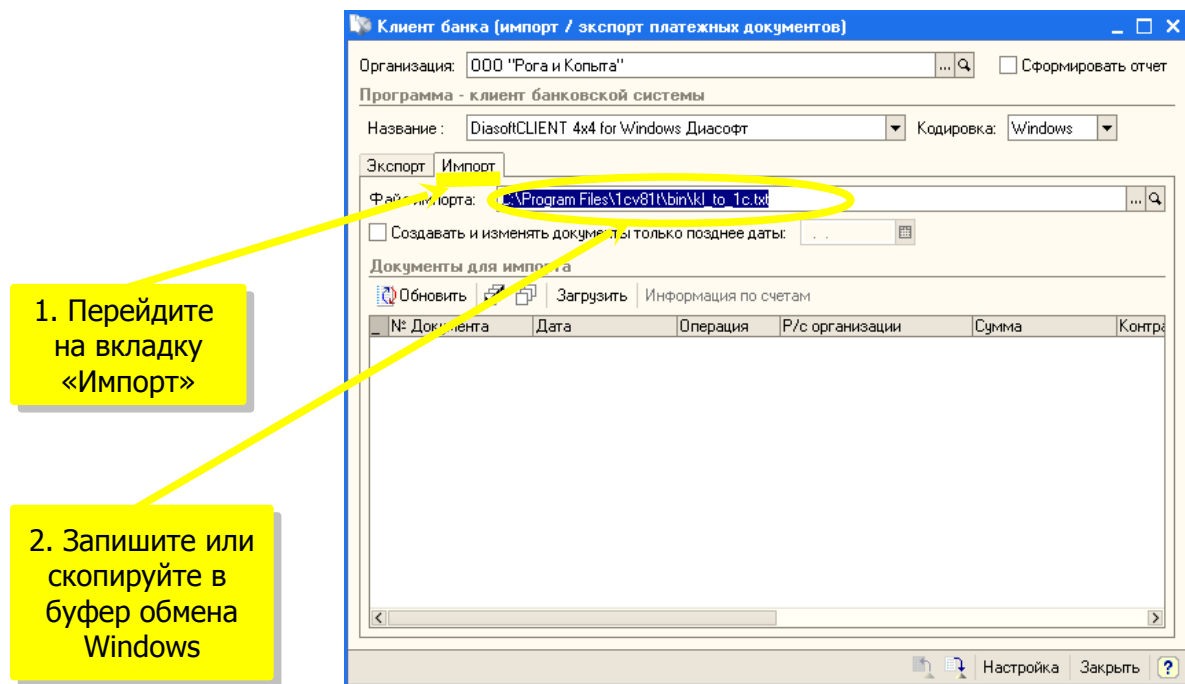 Клиент банка (импорт / экспорт платежных документов)
Организация: ООО "Рога и Копыта" ... Сформировать отчет
Программа - клиент банковской системы
Название : DiasoftCLIENT 4x4 for Windows Диасофт Кодировка: Windows
Экспорт Импорт
Файл импорта: C:\Program Files\1cv81t\bin\kl_to_1c.txt ...
Создавать и изменять документы только позднее даты: . .
Документы для импорта
Обновить Загрузить Информация по счетам
№ Документа Дата Операция Р/с организации Сумма Контра
1. Перейдите
на вкладку
«Импорт»
2. Запишите или
скопируйте в
буфер обмена
Windows
Настройка Закрыть ?